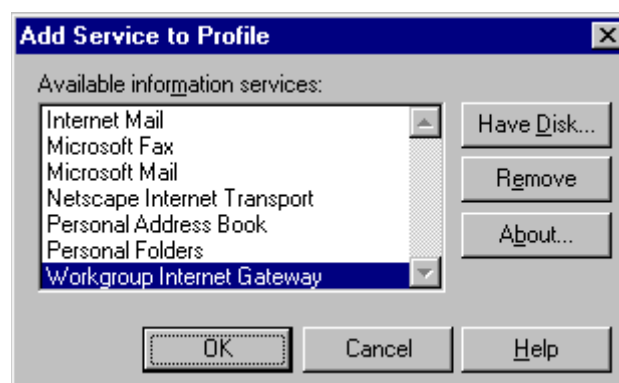 Add Service to Profile
Available information services:
Internet Mail
Microsoft Fax
Microsoft Mail
Netscape Internet Transport
Personal Address Book
Personal Folders
Workgroup Internet Gateway
Have Disk...
Remove
About...
OK
Cancel
Help